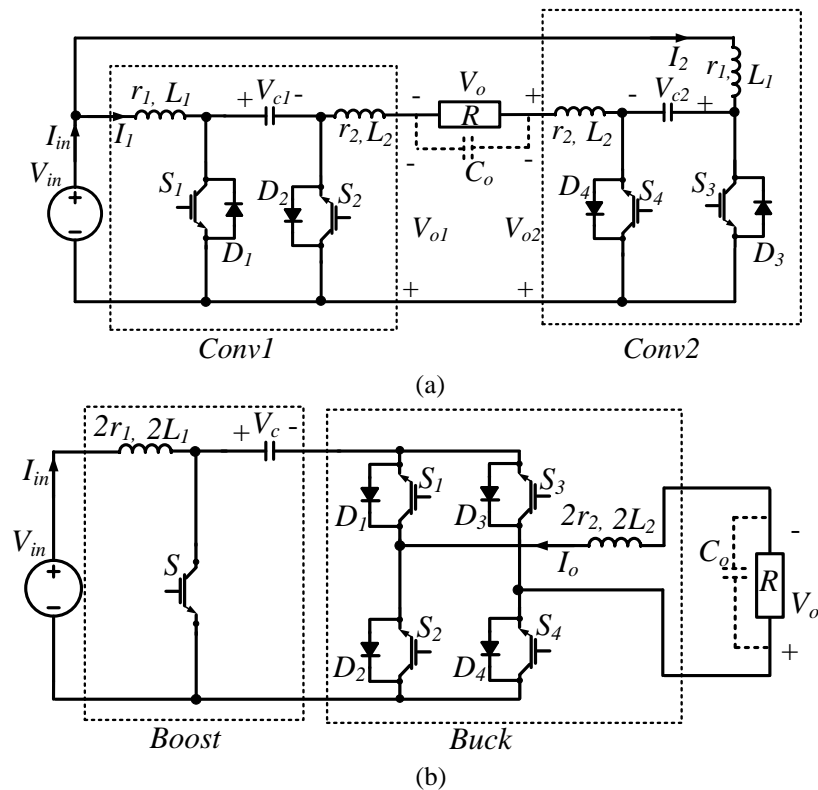 I2
r1, L1
r1, L1
+ Vc1 -
r2, L2
- Vo +
R
Co
- -
r2, L2
- Vc2 +
Iin
I1
Vin
+
-
S1
D1
D2
S2
Vo1
Vo2
D4
S4
S3
D3
+ +
Conv1
Conv2
(a)
2r1, 2L1
+ Vc -
Iin
Vin
+
-
S
S1
D1
S3
D3
2r2, 2L2
Io
Co
-
R
Vo
+
S2
D2
S4
D4
Boost
Buck
(b)